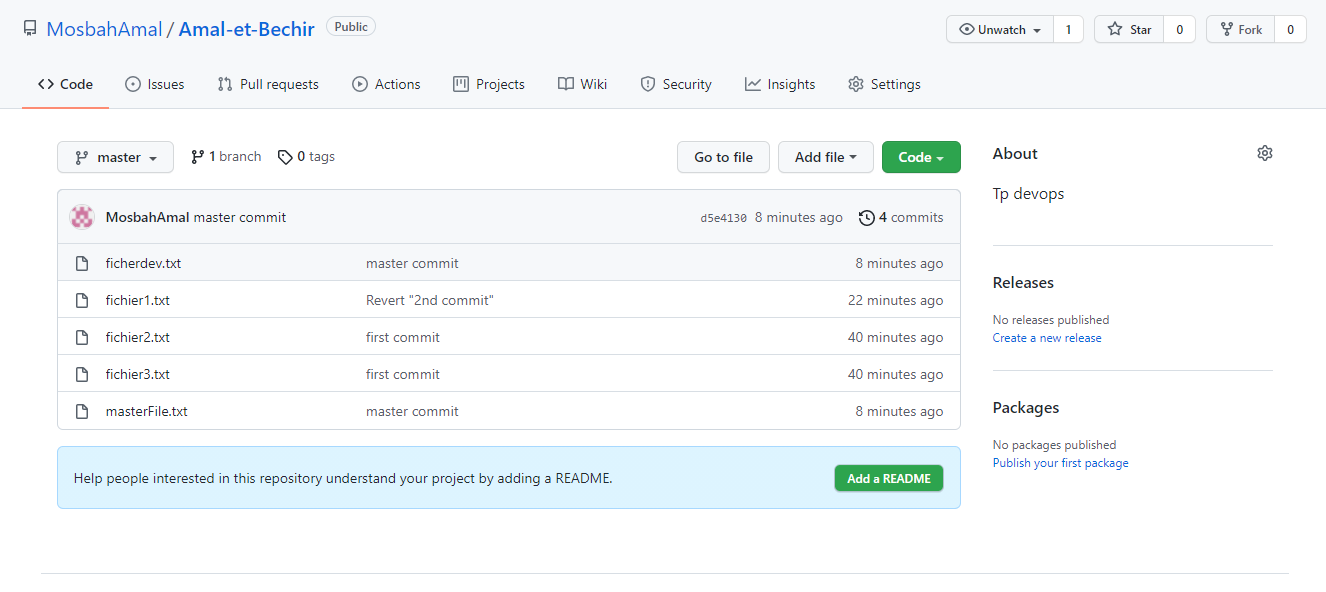 MosbahAmal / Amal-et-Bechir Public
Unwatch 1 Star 0 Fork 0
Code Issues Pull requests Actions Projects Wiki Security Insights Settings
master 1 branch 0 tags Go to file Add file Code
MosbahAmal master commit d5e4130 8 minutes ago 4 commits
ficherdev.txt master commit 8 minutes ago
fichier1.txt Revert "2nd commit" 22 minutes ago
fichier2.txt first commit 40 minutes ago
fichier3.txt first commit 40 minutes ago
masterFile.txt master commit 8 minutes ago
Help people interested in this repository understand your project by adding a README. Add a README
About
Tp devops
Releases
No releases published
Create a new release
Packages
No packages published
Publish your first package